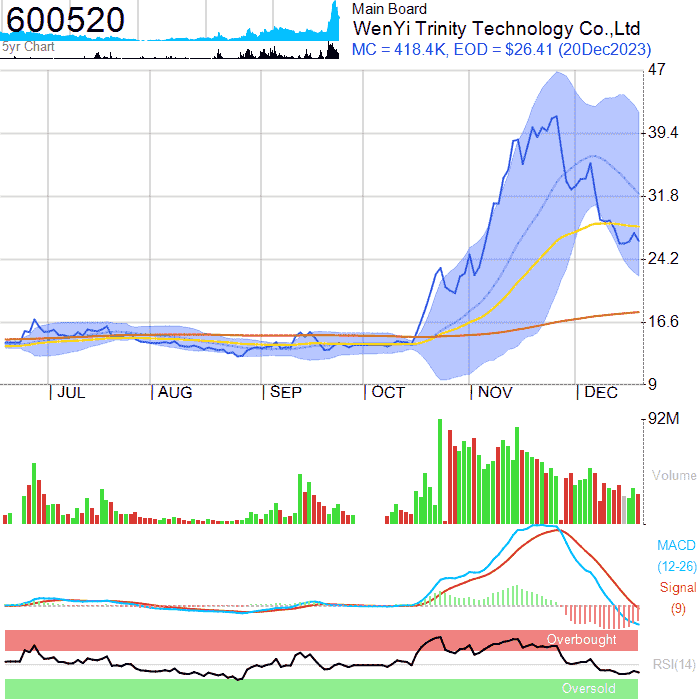 600520
5yr Chart
Main Board
WenYi Trinity Technology Co.,Ltd
MC = 418.4K, EOD = $26.41 (20Dec2023)
47
39.4
31.8
24.2
16.6
9
JUL
AUG
SEP
OCT
NOV
DEC
92M
Volume
MACD
(12-26)
Signal
(9)
Overbought
RSI(14)
Oversold